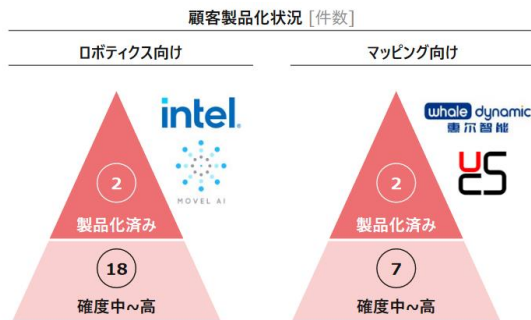 顧客製品化状況 [件数]
ロボティクス向け
intel.
MOVEL AI
2
製品化済み
18
確度中~高
マッピング向け
whale dynamic
惠尔智能
UCS
2
製品化済み
7
確度中~高